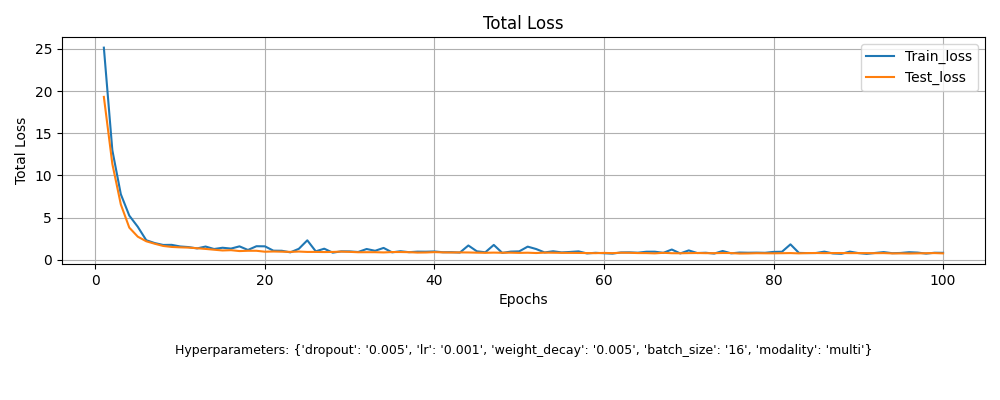 Total Loss
Train_loss
Test_loss
25
20
15
10
5
0
Total Loss
0 20 40 60 80 100
Epochs
Hyperparameters: {'dropout': '0.005', 'lr': '0.001', 'weight_decay': '0.005', 'batch_size': '16', 'modality': 'multi'}